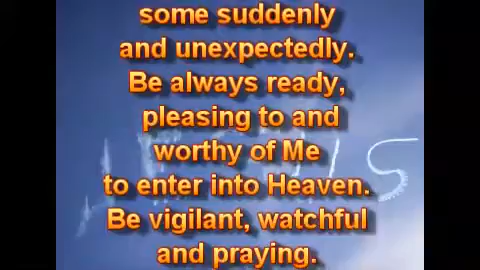 some suddenly
and unexpectedly.
Be always ready,
pleasing to and
worthy of Me
to enter into Heaven.
Be vigilant, watchful
and praying.